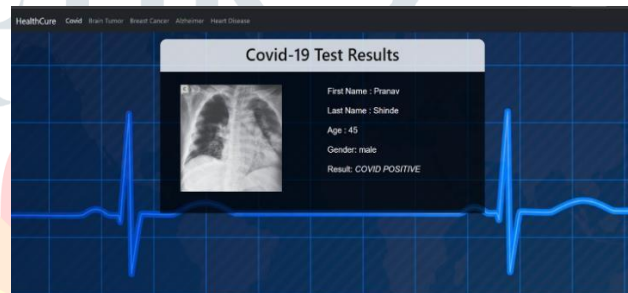 HealthCure Covid Brain Tumor Breast Cancer Alzheimer Heart Disease
Covid-19 Test Results
First Name : Pranav
Last Name : Shinde
Age : 45
Gender: male
Result: COVID POSITIVE